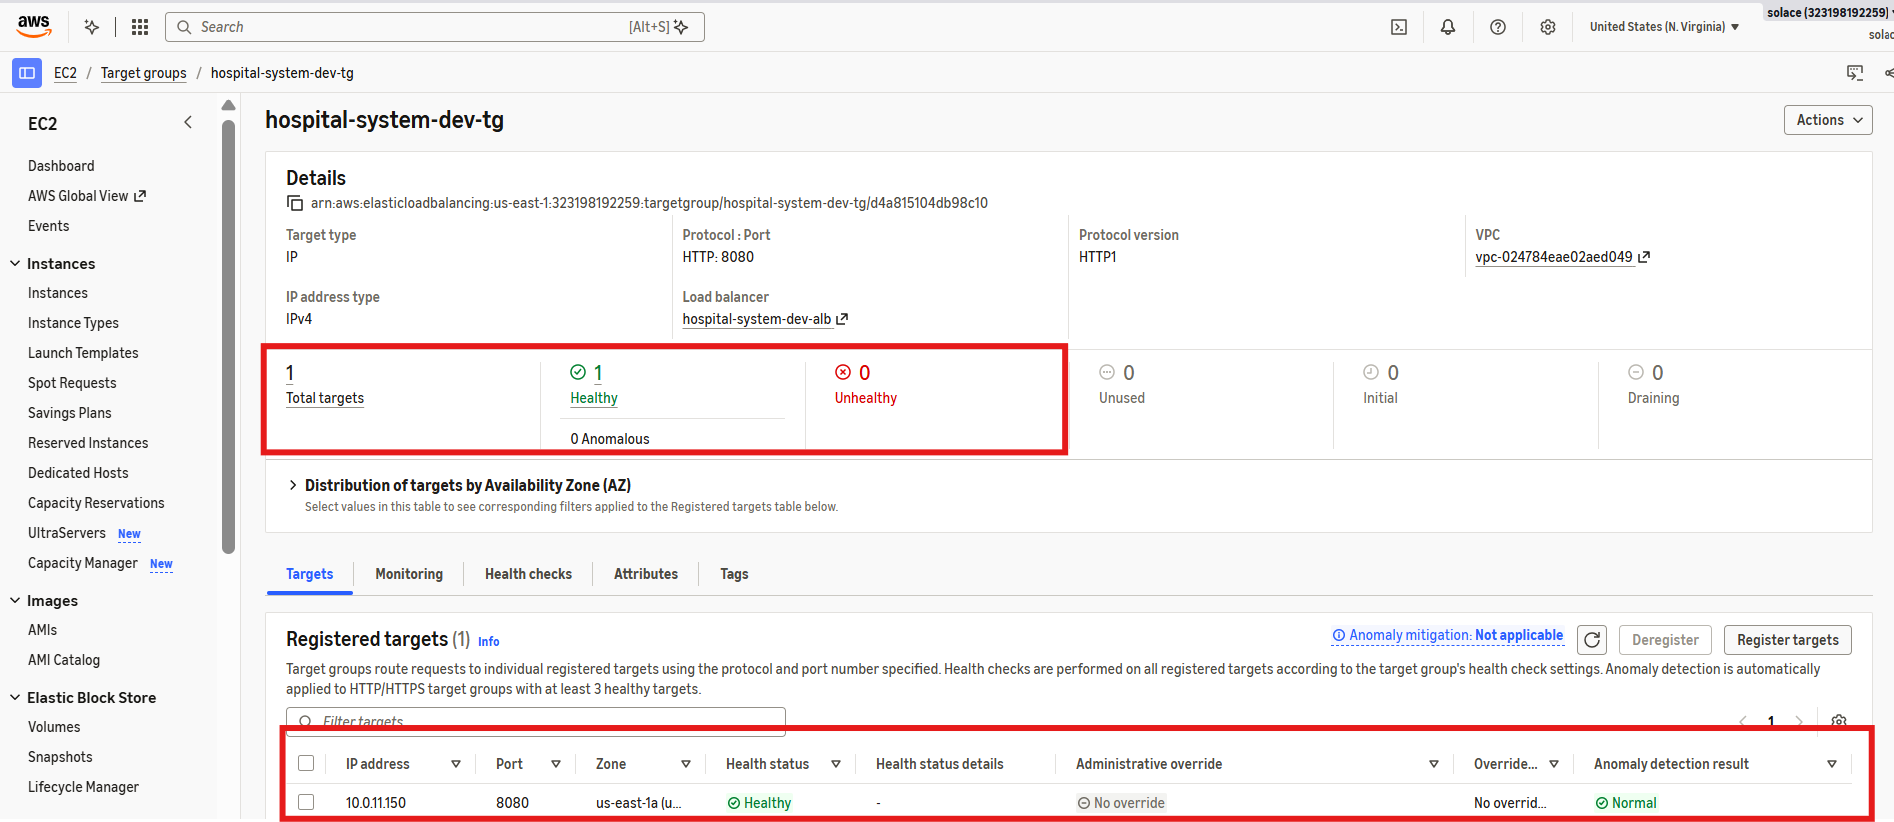 aws
Search [Alt+S]
United States (N. Virginia)
solace (323198192259)
EC2 / Target groups / hospital-system-dev-tg
EC2
Dashboard
AWS Global View
Events
Instances
Instances
Instance Types
Launch Templates
Spot Requests
Savings Plans
Reserved Instances
Dedicated Hosts
Capacity Reservations
UltraServers New
Capacity Manager New
Images
AMIs
AMI Catalog
Elastic Block Store
Volumes
Snapshots
Lifecycle Manager
hospital-system-dev-tg
Actions
Details
arn:aws:elasticloadbalancing:us-east-1:323198192259:targetgroup/hospital-system-dev-tg/d4a815104db98c10
Target type
IP
Protocol : Port
HTTP: 8080
Protocol version
HTTP1
VPC
vpc-024784eae02aed049
IP address type
IPv4
Load balancer
hospital-system-dev-alb
1
Total targets
1
Healthy
0 Anomalous
0
Unhealthy
0
Unused
0
Initial
0
Draining
Distribution of targets by Availability Zone (AZ)
Select values in this table to see corresponding filters applied to the Registered targets table below.
Targets Monitoring Health checks Attributes Tags
Registered targets (1) Info
Anomaly mitigation: Not applicable
Deregister
Register targets
Target groups route requests to individual registered targets using the protocol and port number specified. Health checks are performed on all registered targets according to the target group's health check settings. Anomaly detection is automatically
applied to HTTP/HTTPS target groups with at least 3 healthy targets.
Filter targets
1
IP address Port Zone Health status Health status details Administrative override Override... Anomaly detection result
10.0.11.150 8080 us-east-1a (u... Healthy - No override No overrid... Normal